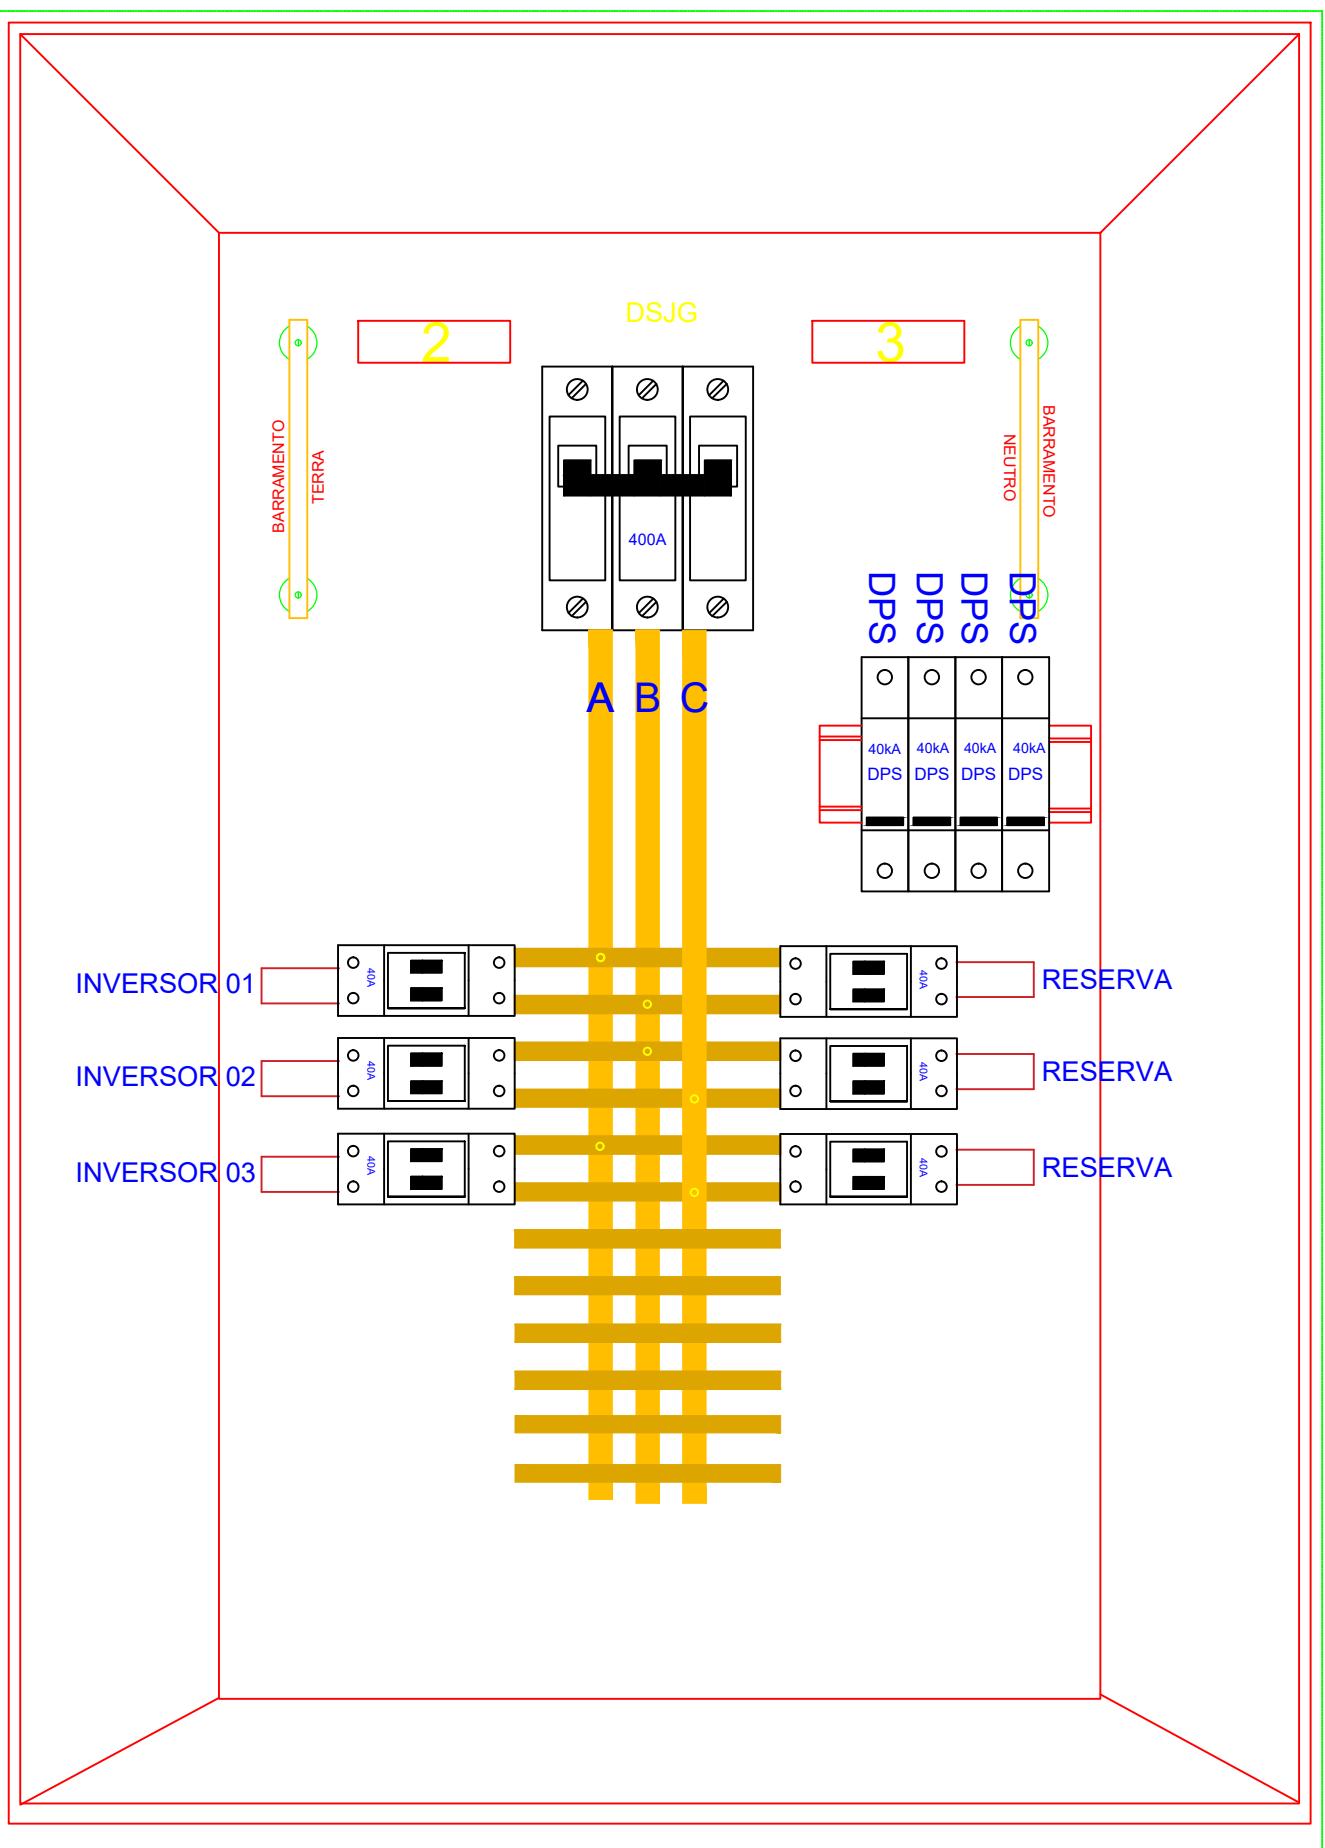 DSJG
2
3
BARRAMENTO
TERRA
BARRAMENTO
NEUTRO
400A
DPS
DPS
DPS
DPS
A B C
40kA
DPS
40kA
DPS
40kA
DPS
40kA
DPS
INVERSOR 01
40A
40A
RESERVA
INVERSOR 02
40A
40A
RESERVA
INVERSOR 03
40A
40A
RESERVA